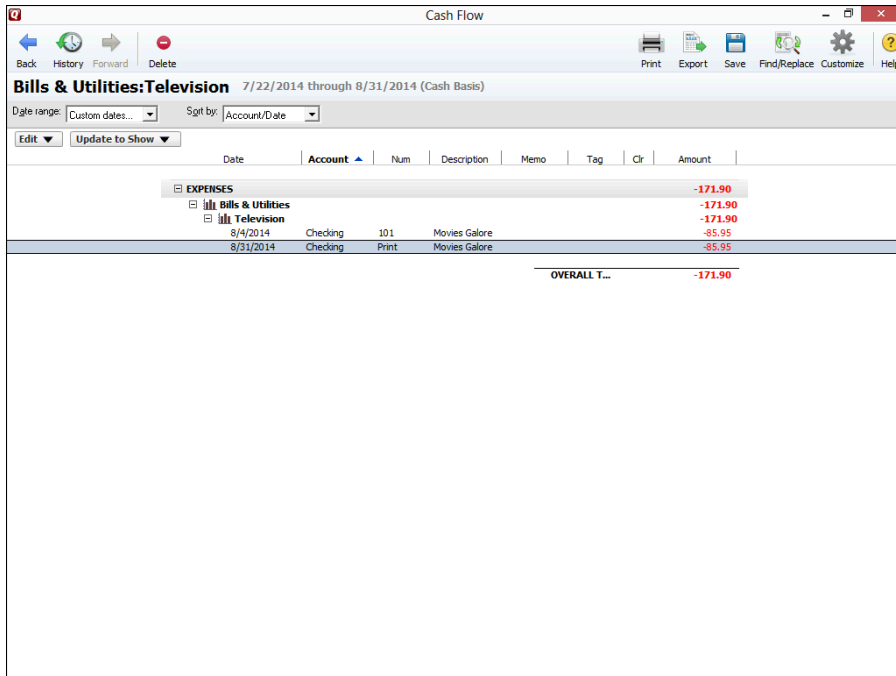 Cash Flow
Back History Forward Delete Print Export Save Find/Replace Customize Help
Bills & Utilities:Television 7/22/2014 through 8/31/2014 (Cash Basis)
Date range: Custom dates... Sort by: Account/Date
Edit Update to Show
Date Account Num Description Memo Tag Clr Amount
EXPENSES -171.90
Bills & Utilities -171.90
Television -171.90
8/4/2014 Checking 101 Movies Galore -85.95
8/31/2014 Checking Print Movies Galore -85.95
OVERALL T... -171.90